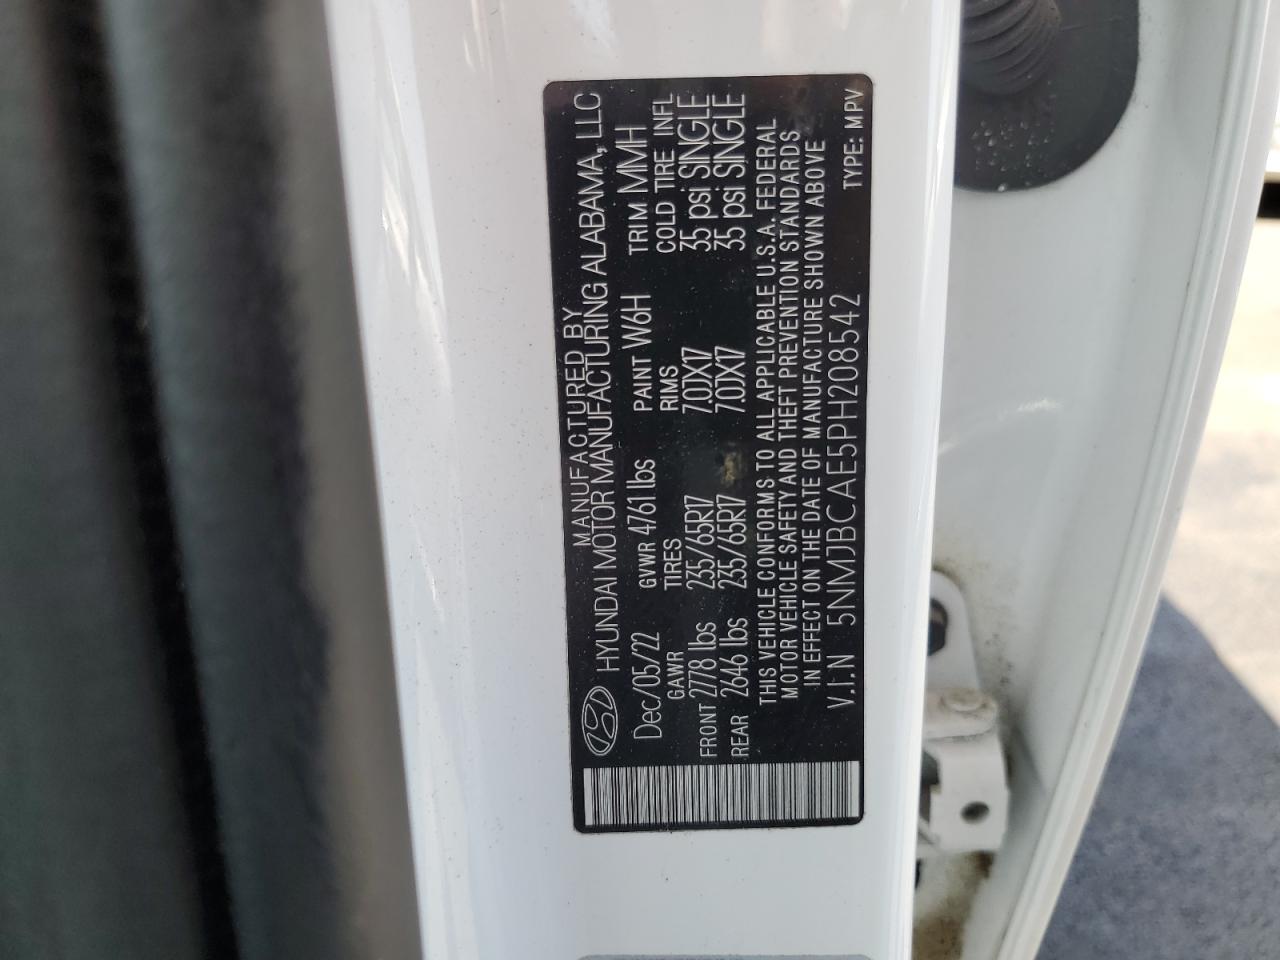 MANUFACTURED BY
HYUNDAI MOTOR MANUFACTURING ALABAMA, LLC
Dec/05/22 GVWR 4761 lbs PAINT W6H TRIM MMH
GAWR TIRES RIMS COLD TIRE INFL
FRONT 2778 lbs 235/65R17 7.0JX17 35 psi SINGLE
REAR 2646 lbs 235/65R17 7.0JX17 35 psi SINGLE
THIS VEHICLE CONFORMS TO ALL APPLICABLE U.S.A. FEDERAL
MOTOR VEHICLE SAFETY AND THEFT PREVENTION STANDARDS
IN EFFECT ON THE DATE OF MANUFACTURE SHOWN ABOVE
V.I.N 5NMJBCAE5PH208542 TYPE: MPV